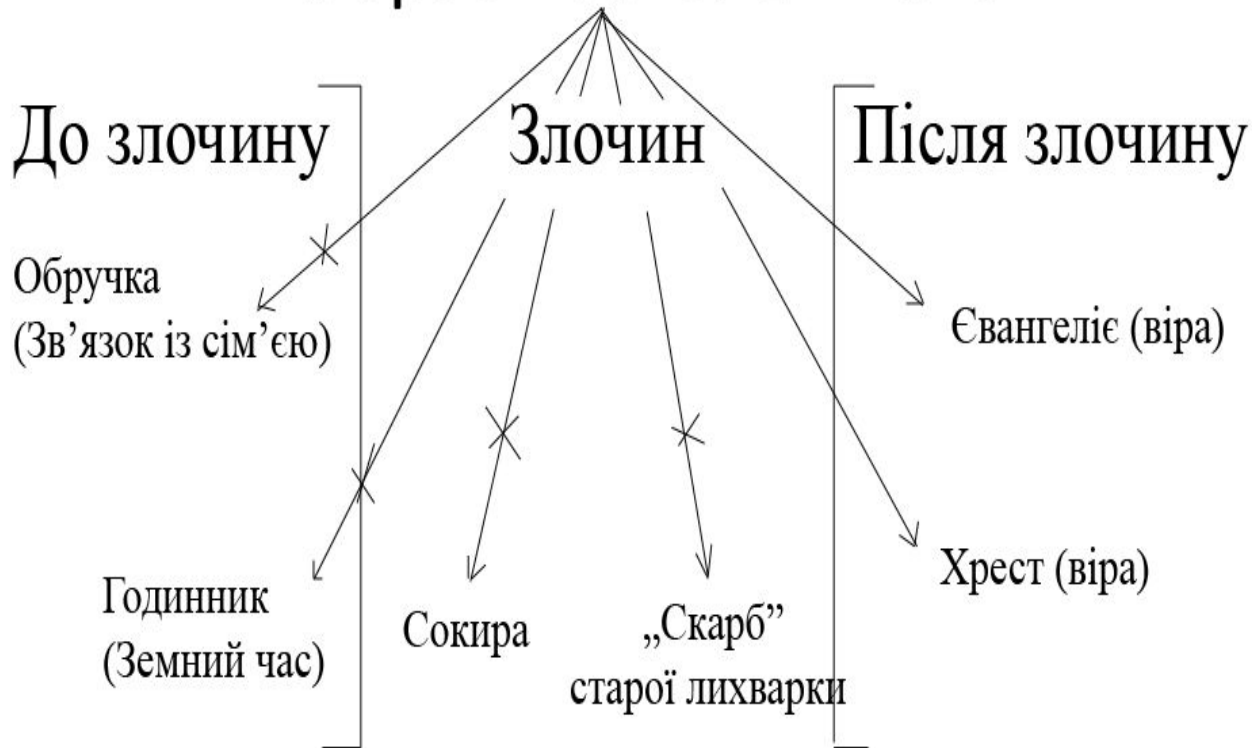 До злочину
Злочин
Після злочину
Обручка
(Зв’язок із сім’єю)
Євангеліє (віра)
Годинник
(Земний час)
Сокира
„Скарб”
старої лихварки
Хрест (віра)